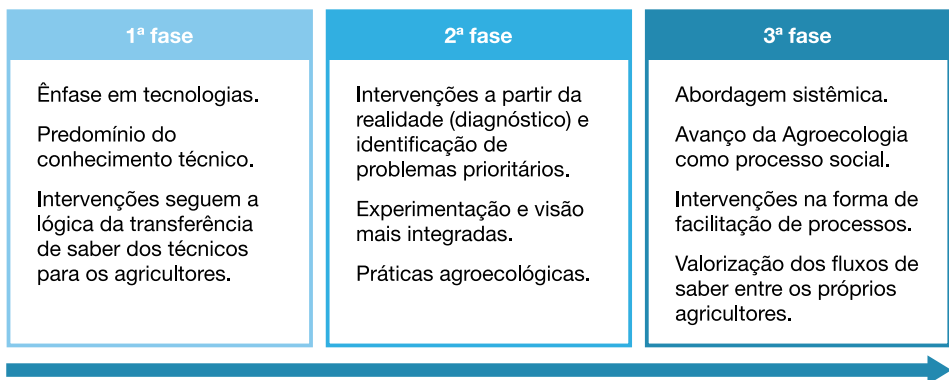 1ª fase
Ênfase em tecnologias.
Predomínio do
conhecimento técnico.
Intervenções seguem a
lógica da transferência
de saber dos técnicos
para os agricultores.
2ª fase
Intervenções a partir da
realidade (diagnóstico) e
identificação de
problemas prioritários.
Experimentação e visão
mais integradas.
Práticas agroecológicas.
3ª fase
Abordagem sistêmica.
Avanço da Agroecologia
como processo social.
Intervenções na forma de
facilitação de processos.
Valorização dos fluxos de
saber entre os próprios
agricultores.